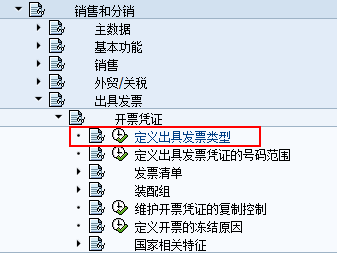 销售和分销
主数据
基本功能
销售
外贸/关税
出具发票
开票凭证
定义出具发票类型
定义出具发票凭证的号码范围
发票清单
装配组
维护开票凭证的复制控制
定义开票的冻结原因
国家相关特征